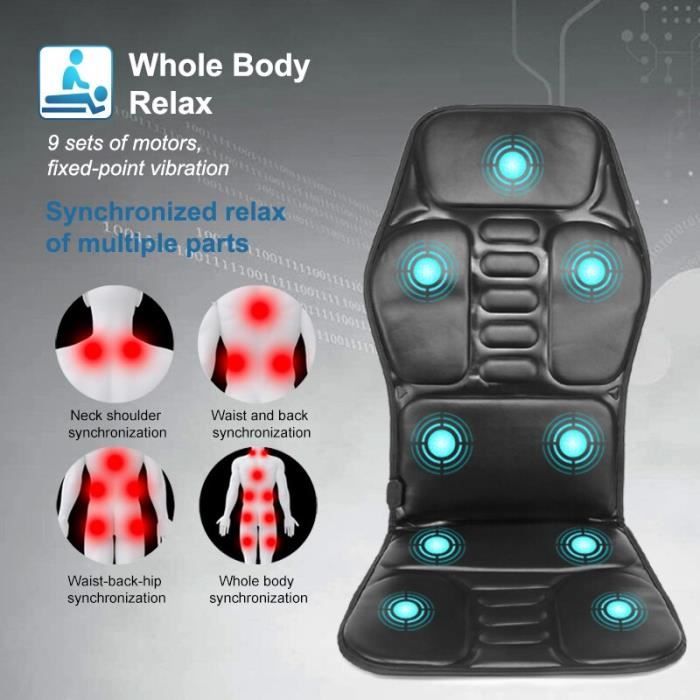 Whole Body
Relax
9 sets of motors,
fixed-point vibration
Synchronized relax
of multiple parts
Neck shoulder
synchronization
Waist and back
synchronization
Waist-back-hip
synchronization
Whole body
synchronization